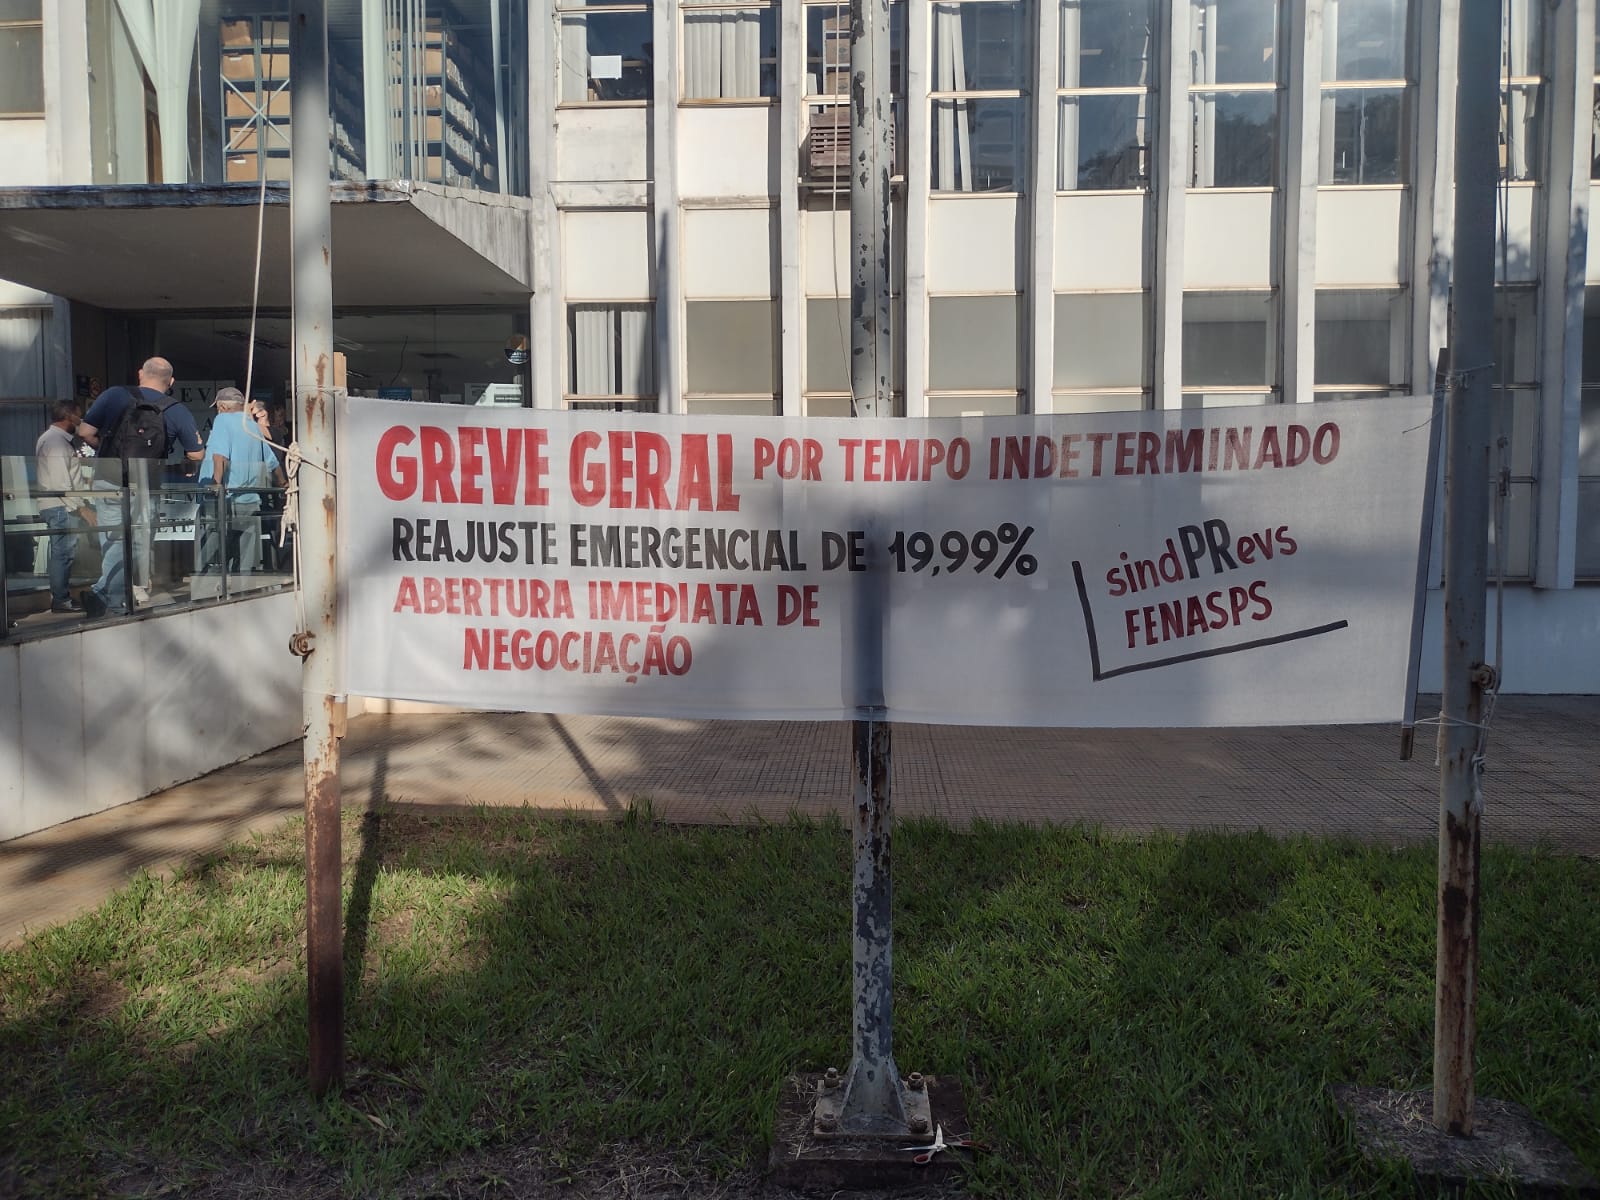 GREVE GERAL POR TEMPO INDETERMINADO
REAJUSTE EMERGENCIAL DE 19,99%
ABERTURA IMEDIATA DE
NEGOCIAÇÃO
sindPRevs
FENASPS